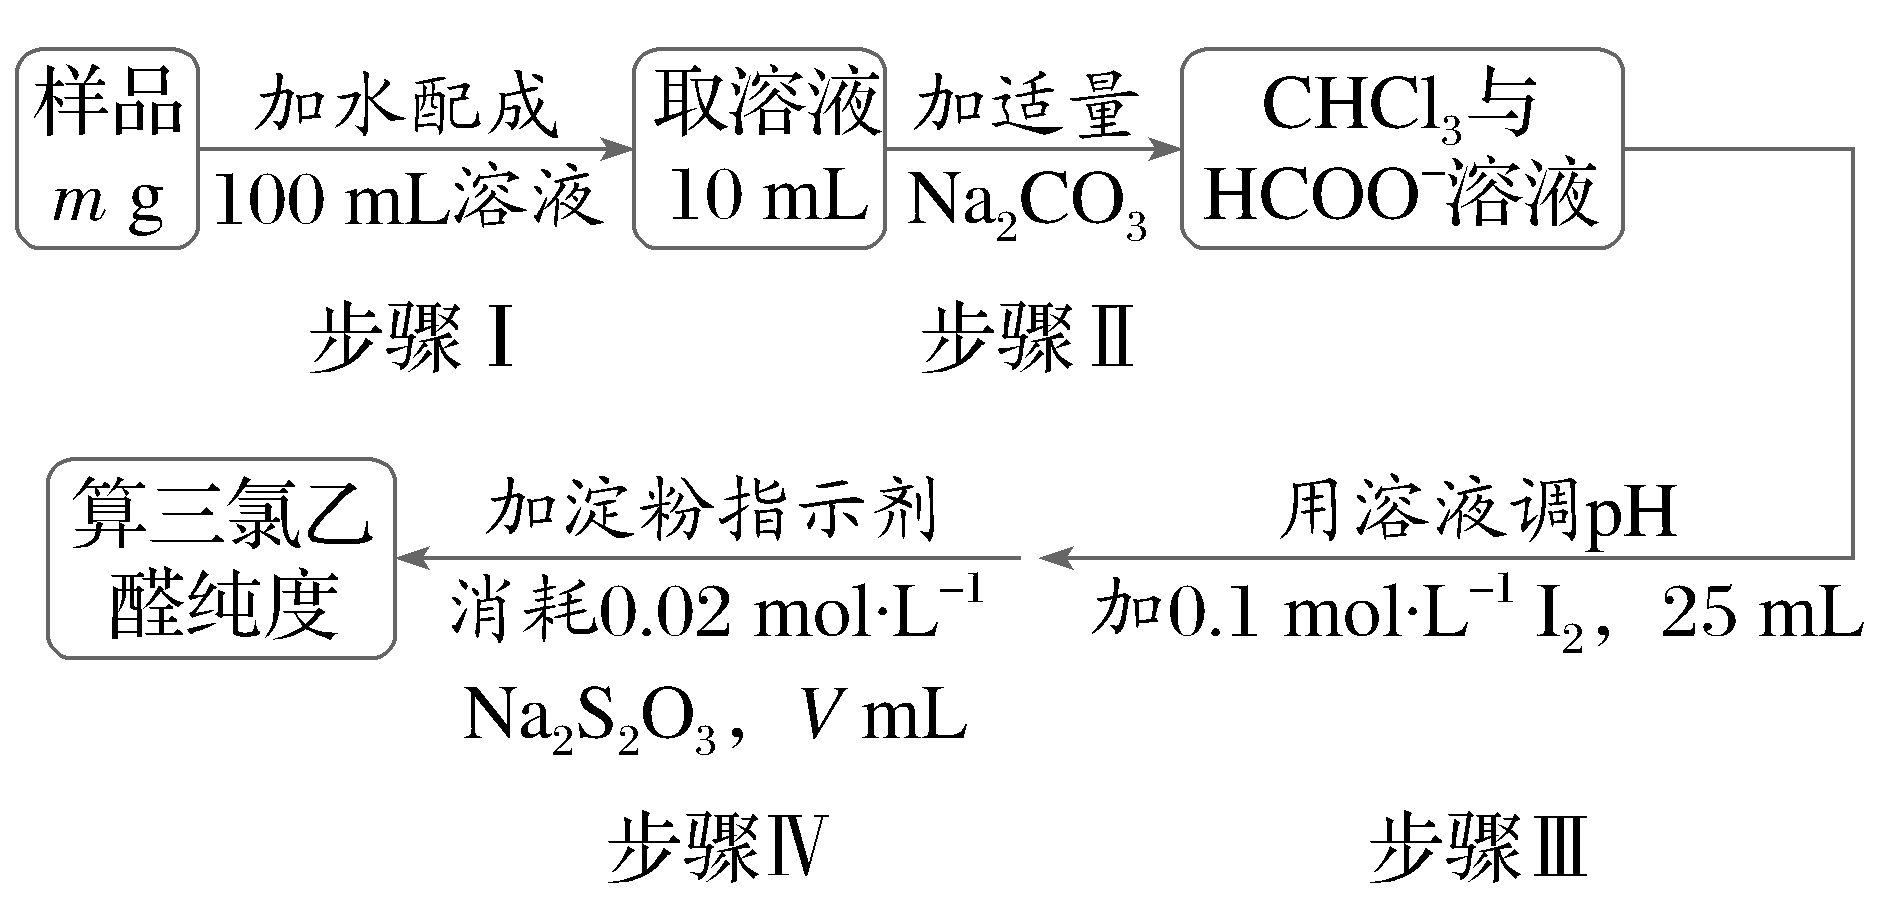 样品
m g
加水配成
100 mL溶液
取溶液
10 mL
加适量
Na₂CO₃
CHCl₃与
HCOO⁻溶液
步骤Ⅰ
步骤Ⅱ
算三氯乙
醛纯度
加淀粉指示剂
消耗0.02 mol·L⁻¹
Na₂S₂O₃，V mL
用溶液调pH
加0.1 mol·L⁻¹ I₂，25 mL
步骤Ⅳ
步骤Ⅲ